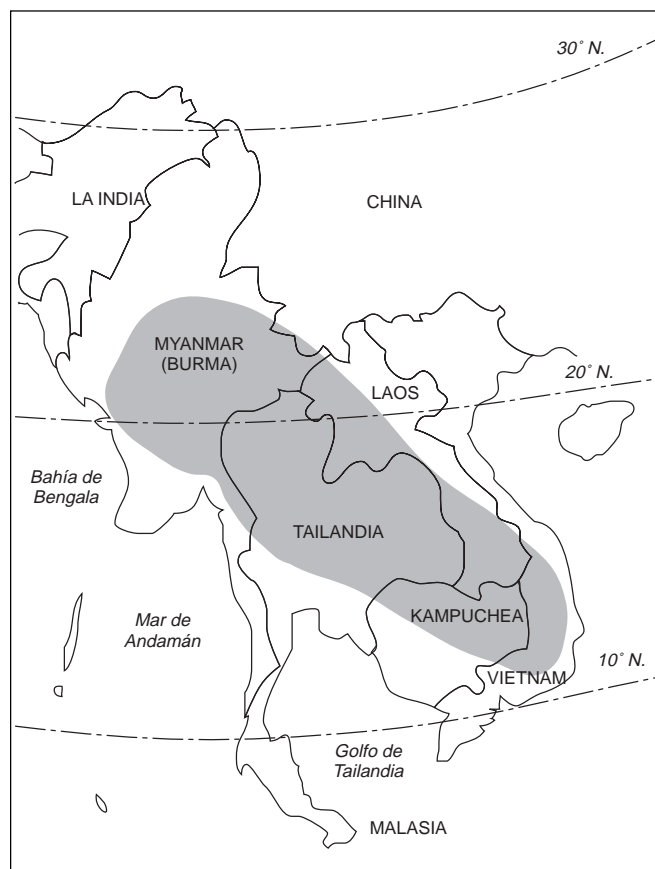 30° N.
LA INDIA
CHINA
MYANMAR
(BURMA)
20° N.
LAOS
Bahía de
Bengala
TAILANDIA
KAMPUCHEA
Mar de
Andamán
10° N.
VIETNAM
Golfo de
Tailandia
MALASIA